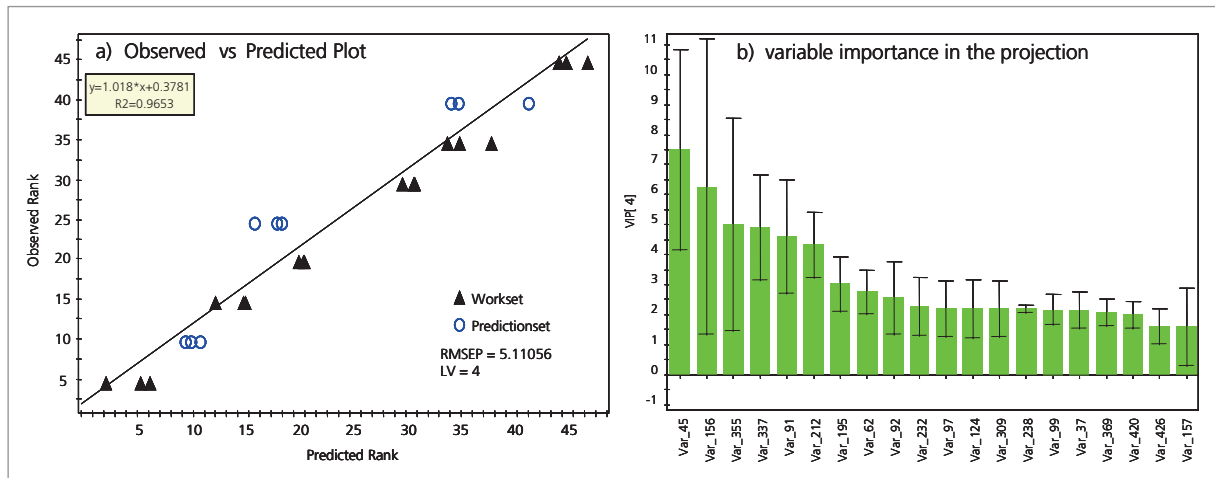 a) Observed vs Predicted Plot
y=1.018*x+0.3781
R2=0.9653
Observed Rank
45
40
35
30
25
20
15
10
5
Workset
Predictionset
RMSEP = 5.11056
LV = 4
5 10 15 20 25 30 35 40 45
Predicted Rank
b) variable importance in the projection
VIP[ 4]
11
10
9
8
7
6
5
4
3
2
1
0
-1
Var_45
Var_156
Var_355
Var_337
Var_91
Var_212
Var_195
Var_62
Var_92
Var_232
Var_97
Var_124
Var_309
Var_238
Var_99
Var_37
Var_369
Var_420
Var_426
Var_157